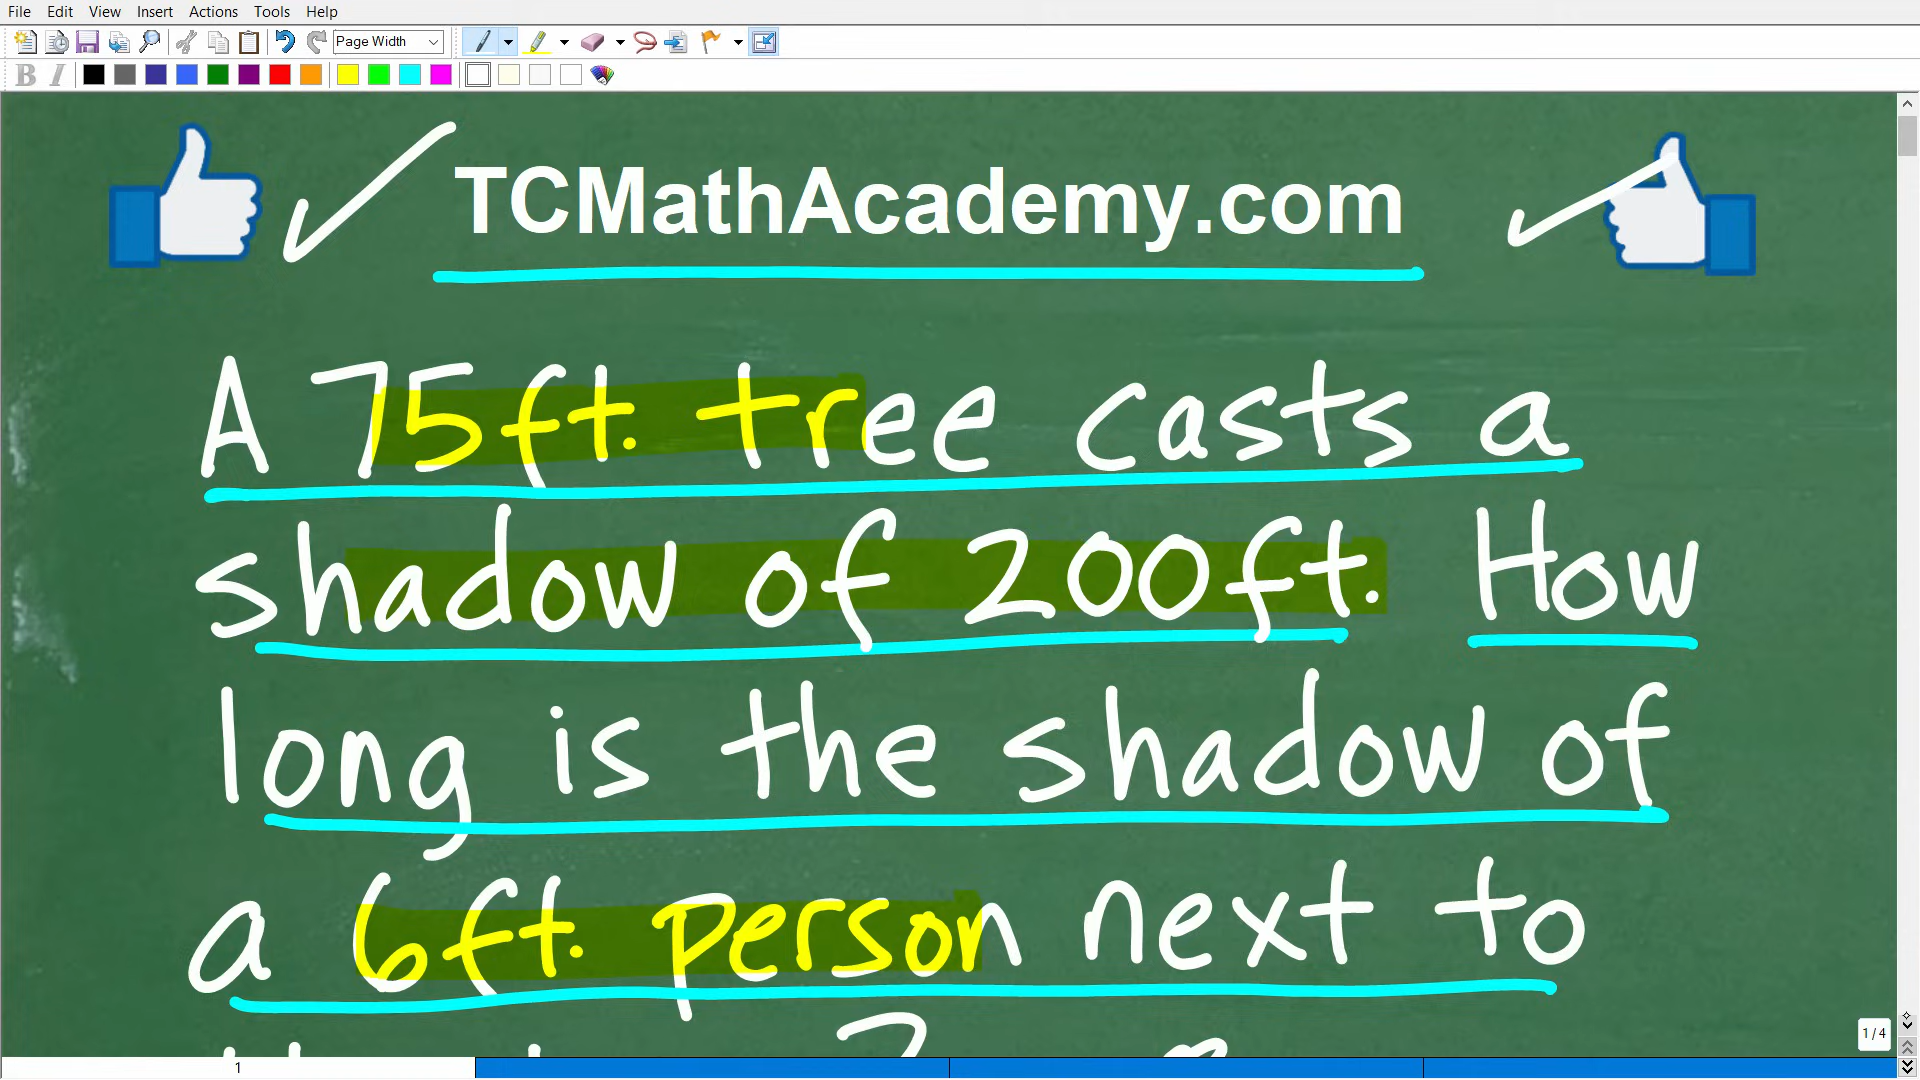 File Edit View Insert Actions Tools Help
Page Width
B I
TCMathAcademy.com
A 75ft. tree casts a
shadow of 200ft. How
long is the shadow of
a 6ft. person next to
1 / 4
1